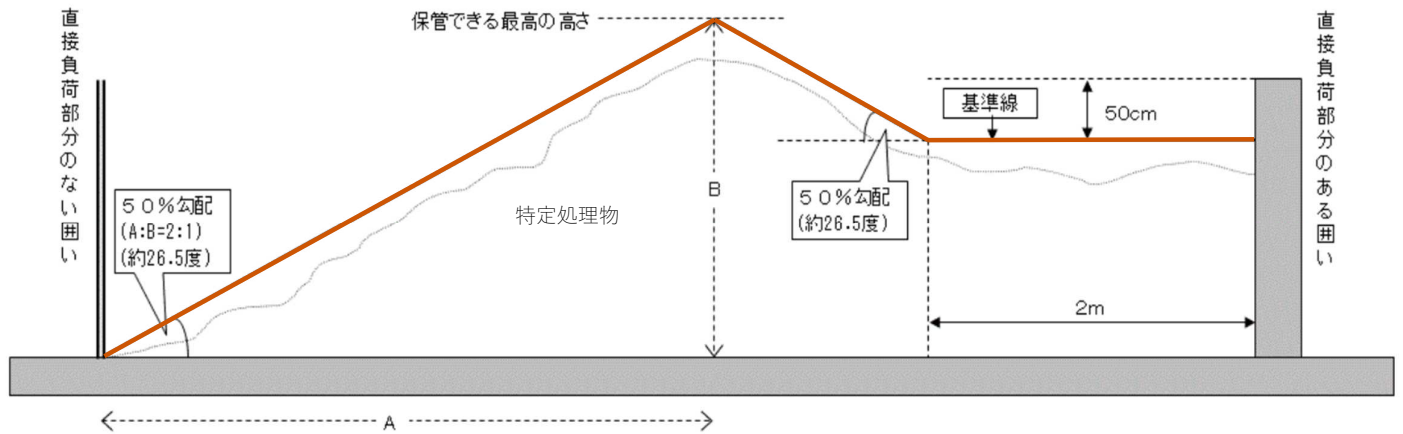 直接負荷部分のない囲い
保管できる最高の高さ
直接負荷部分のある囲い
基準線
50cm
50%勾配
(A:B=2:1)
(約26.5度)
特定処理物
B
50%勾配
(約26.5度)
2m
A